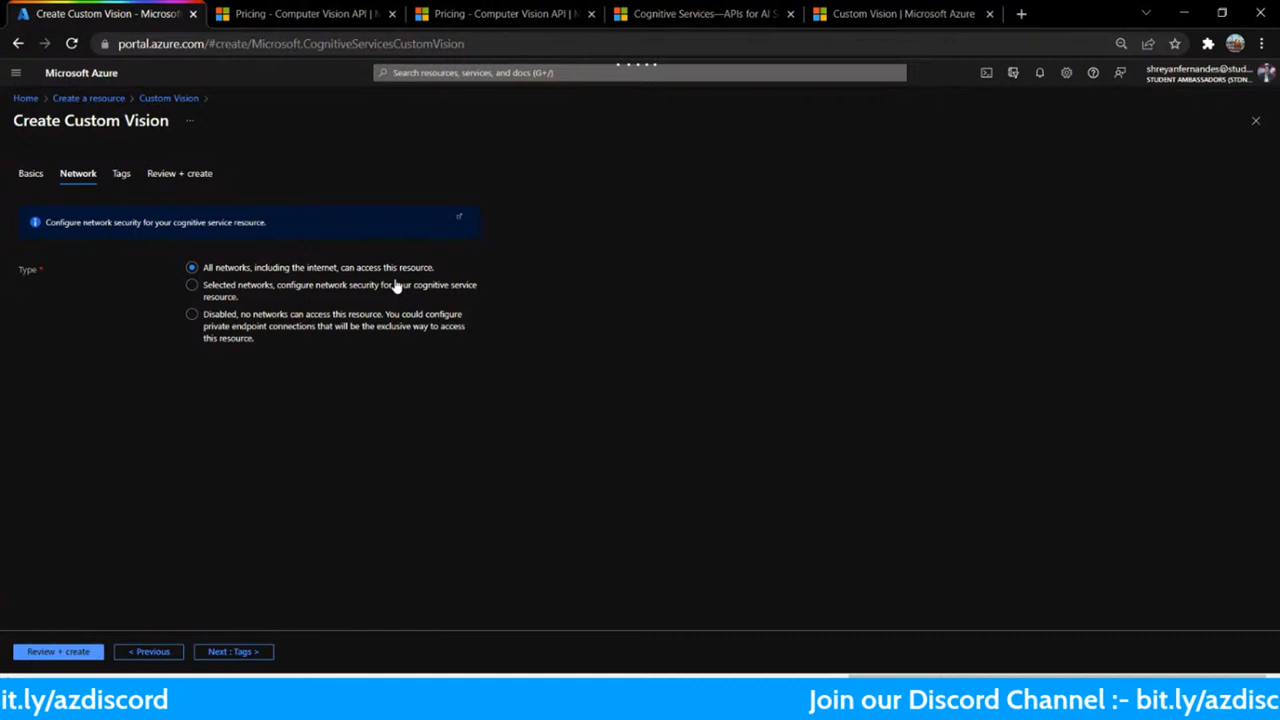 Create Custom Vision - Microsof
Pricing - Computer Vision API | M
Pricing - Computer Vision API | M
Cognitive Services—APIs for AI S
Custom Vision | Microsoft Azure
portal.azure.com/#create/Microsoft.CognitiveServicesCustomVision
Microsoft Azure
Search resources, services, and docs (G+/)
shreyanfernandes@stud...
STUDENT AMBASSADORS (STDN...
Home > Create a resource > Custom Vision >
Create Custom Vision ...
Basics Network Tags Review + create
Configure network security for your cognitive service resource.
Type *
All networks, including the internet, can access this resource.
Selected networks, configure network security for your cognitive service
resource.
Disabled, no networks can access this resource. You could configure
private endpoint connections that will be the exclusive way to access
this resource.
Review + create < Previous Next : Tags >
it.ly/azdiscord Join our Discord Channel :- bit.ly/azdisc